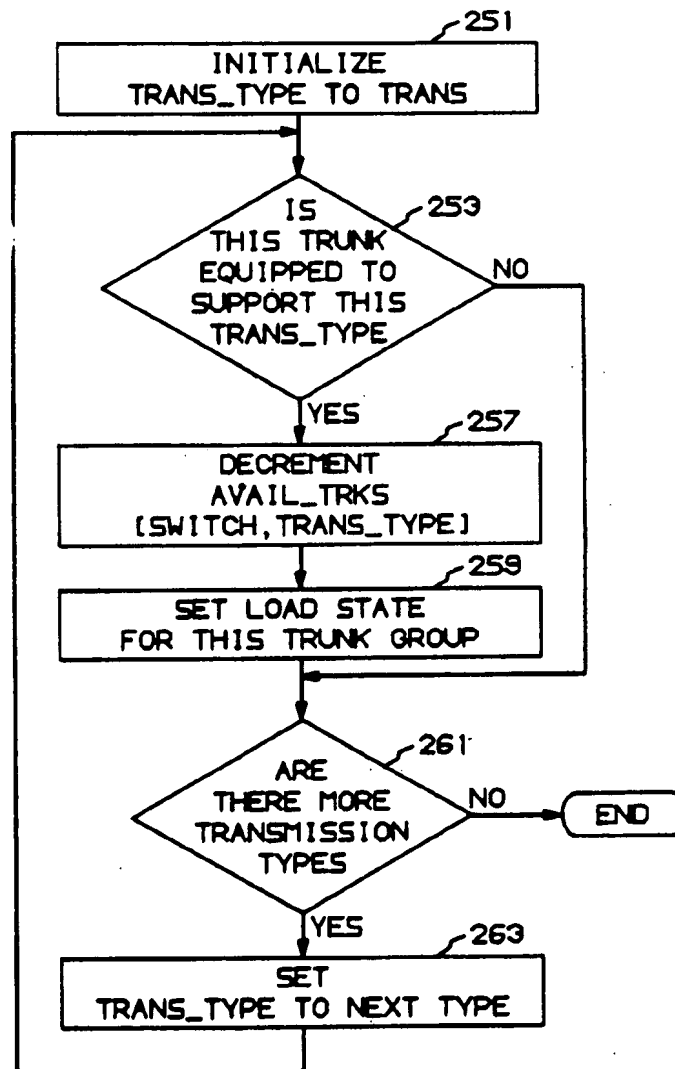 251
INITIALIZE
TRANS_TYPE TO TRANS
253
IS
THIS TRUNK
EQUIPPED TO
SUPPORT THIS
TRANS_TYPE
NO
YES
257
DECREMENT
AVAIL_TRKS
[SWITCH,TRANS_TYPE]
259
SET LOAD STATE
FOR THIS TRUNK GROUP
261
ARE
THERE MORE
TRANSMISSION
TYPES
NO
END
YES
263
SET
TRANS_TYPE TO NEXT TYPE